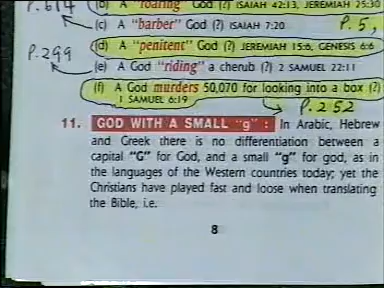 P.614
(b) A "roaring" God (?) ISAIAH 42:13, JEREMIAH 25:30
(c) A "barber" God (?) ISAIAH 7:20
P.5,
P.299
(d) A "penitent" God (?) JEREMIAH 15:6, GENESIS 6:6
(e) A God "riding" a cherub (?) 2 SAMUEL 22:11
(f) A God murders 50,070 for looking into a box (?)
1 SAMUEL 6:19
P.252
11. GOD WITH A SMALL "g" : In Arabic, Hebrew
and Greek there is no differentiation between a
capital "G" for God, and a small "g" for god, as in
the languages of the Western countries today; yet the
Christians have played fast and loose when translating
the Bible, i.e.
8